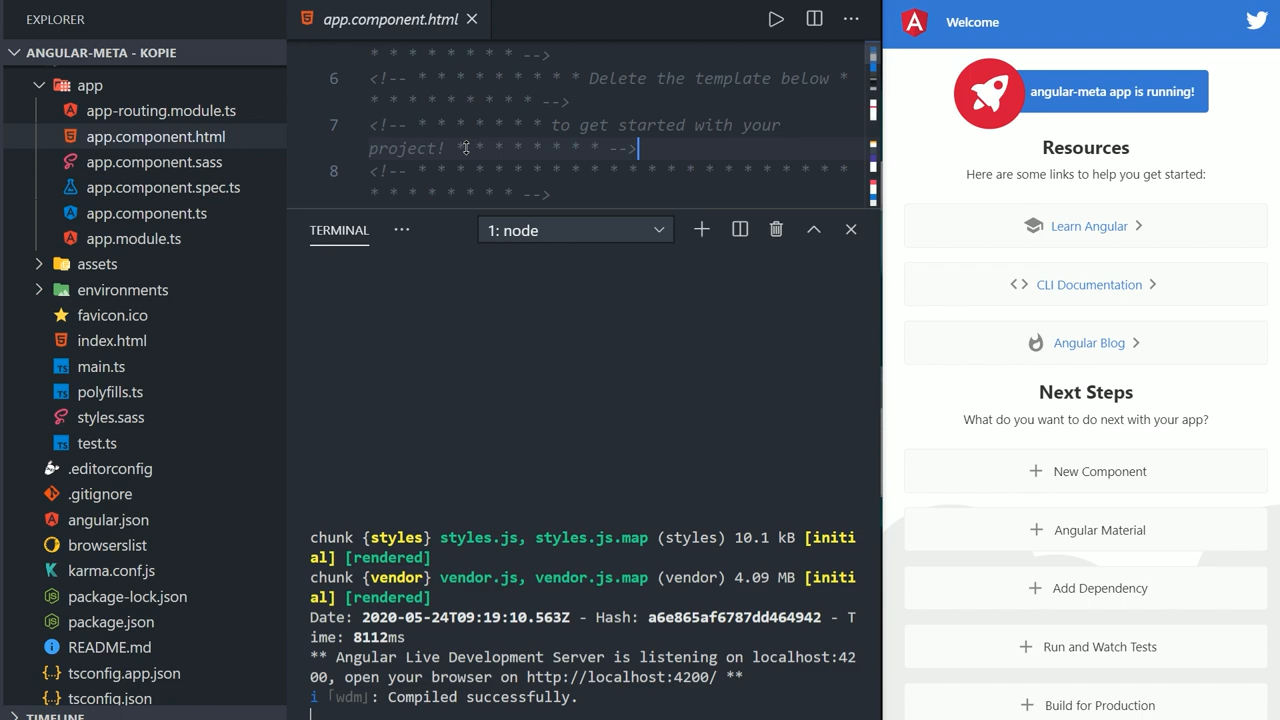 EXPLORER
ANGULAR-META - KOPIE
app
app-routing.module.ts
app.component.html
app.component.sass
app.component.spec.ts
app.component.ts
app.module.ts
assets
environments
favicon.ico
index.html
main.ts
polyfills.ts
styles.sass
test.ts
.editorconfig
.gitignore
angular.json
browserslist
karma.conf.js
package-lock.json
package.json
README.md
tsconfig.app.json
tsconfig.json
TIMELINE
app.component.html
* * * * * * * -->
6 <!-- * * * * * * * * * Delete the template below *
* * * * * * * * * -->
7 <!-- * * * * * * * to get started with your
project! * * * * * * * * -->
8 <!-- * * * * * * * * * * * * * * * * * * * *
* * * * * * * -->
TERMINAL
1: node
chunk {styles} styles.js, styles.js.map (styles) 10.1 kB [initi
al] [rendered]
chunk {vendor} vendor.js, vendor.js.map (vendor) 4.09 MB [initi
al] [rendered]
Date: 2020-05-24T09:19:10.563Z - Hash: a6e865af6787dd464942 - T
ime: 8112ms
** Angular Live Development Server is listening on localhost:42
00, open your browser on http://localhost:4200/ **
i 「wdm」: Compiled successfully.
Welcome
angular-meta app is running!
Resources
Here are some links to help you get started:
Learn Angular
CLI Documentation
Angular Blog
Next Steps
What do you want to do next with your app?
New Component
Angular Material
Add Dependency
Run and Watch Tests
Build for Production